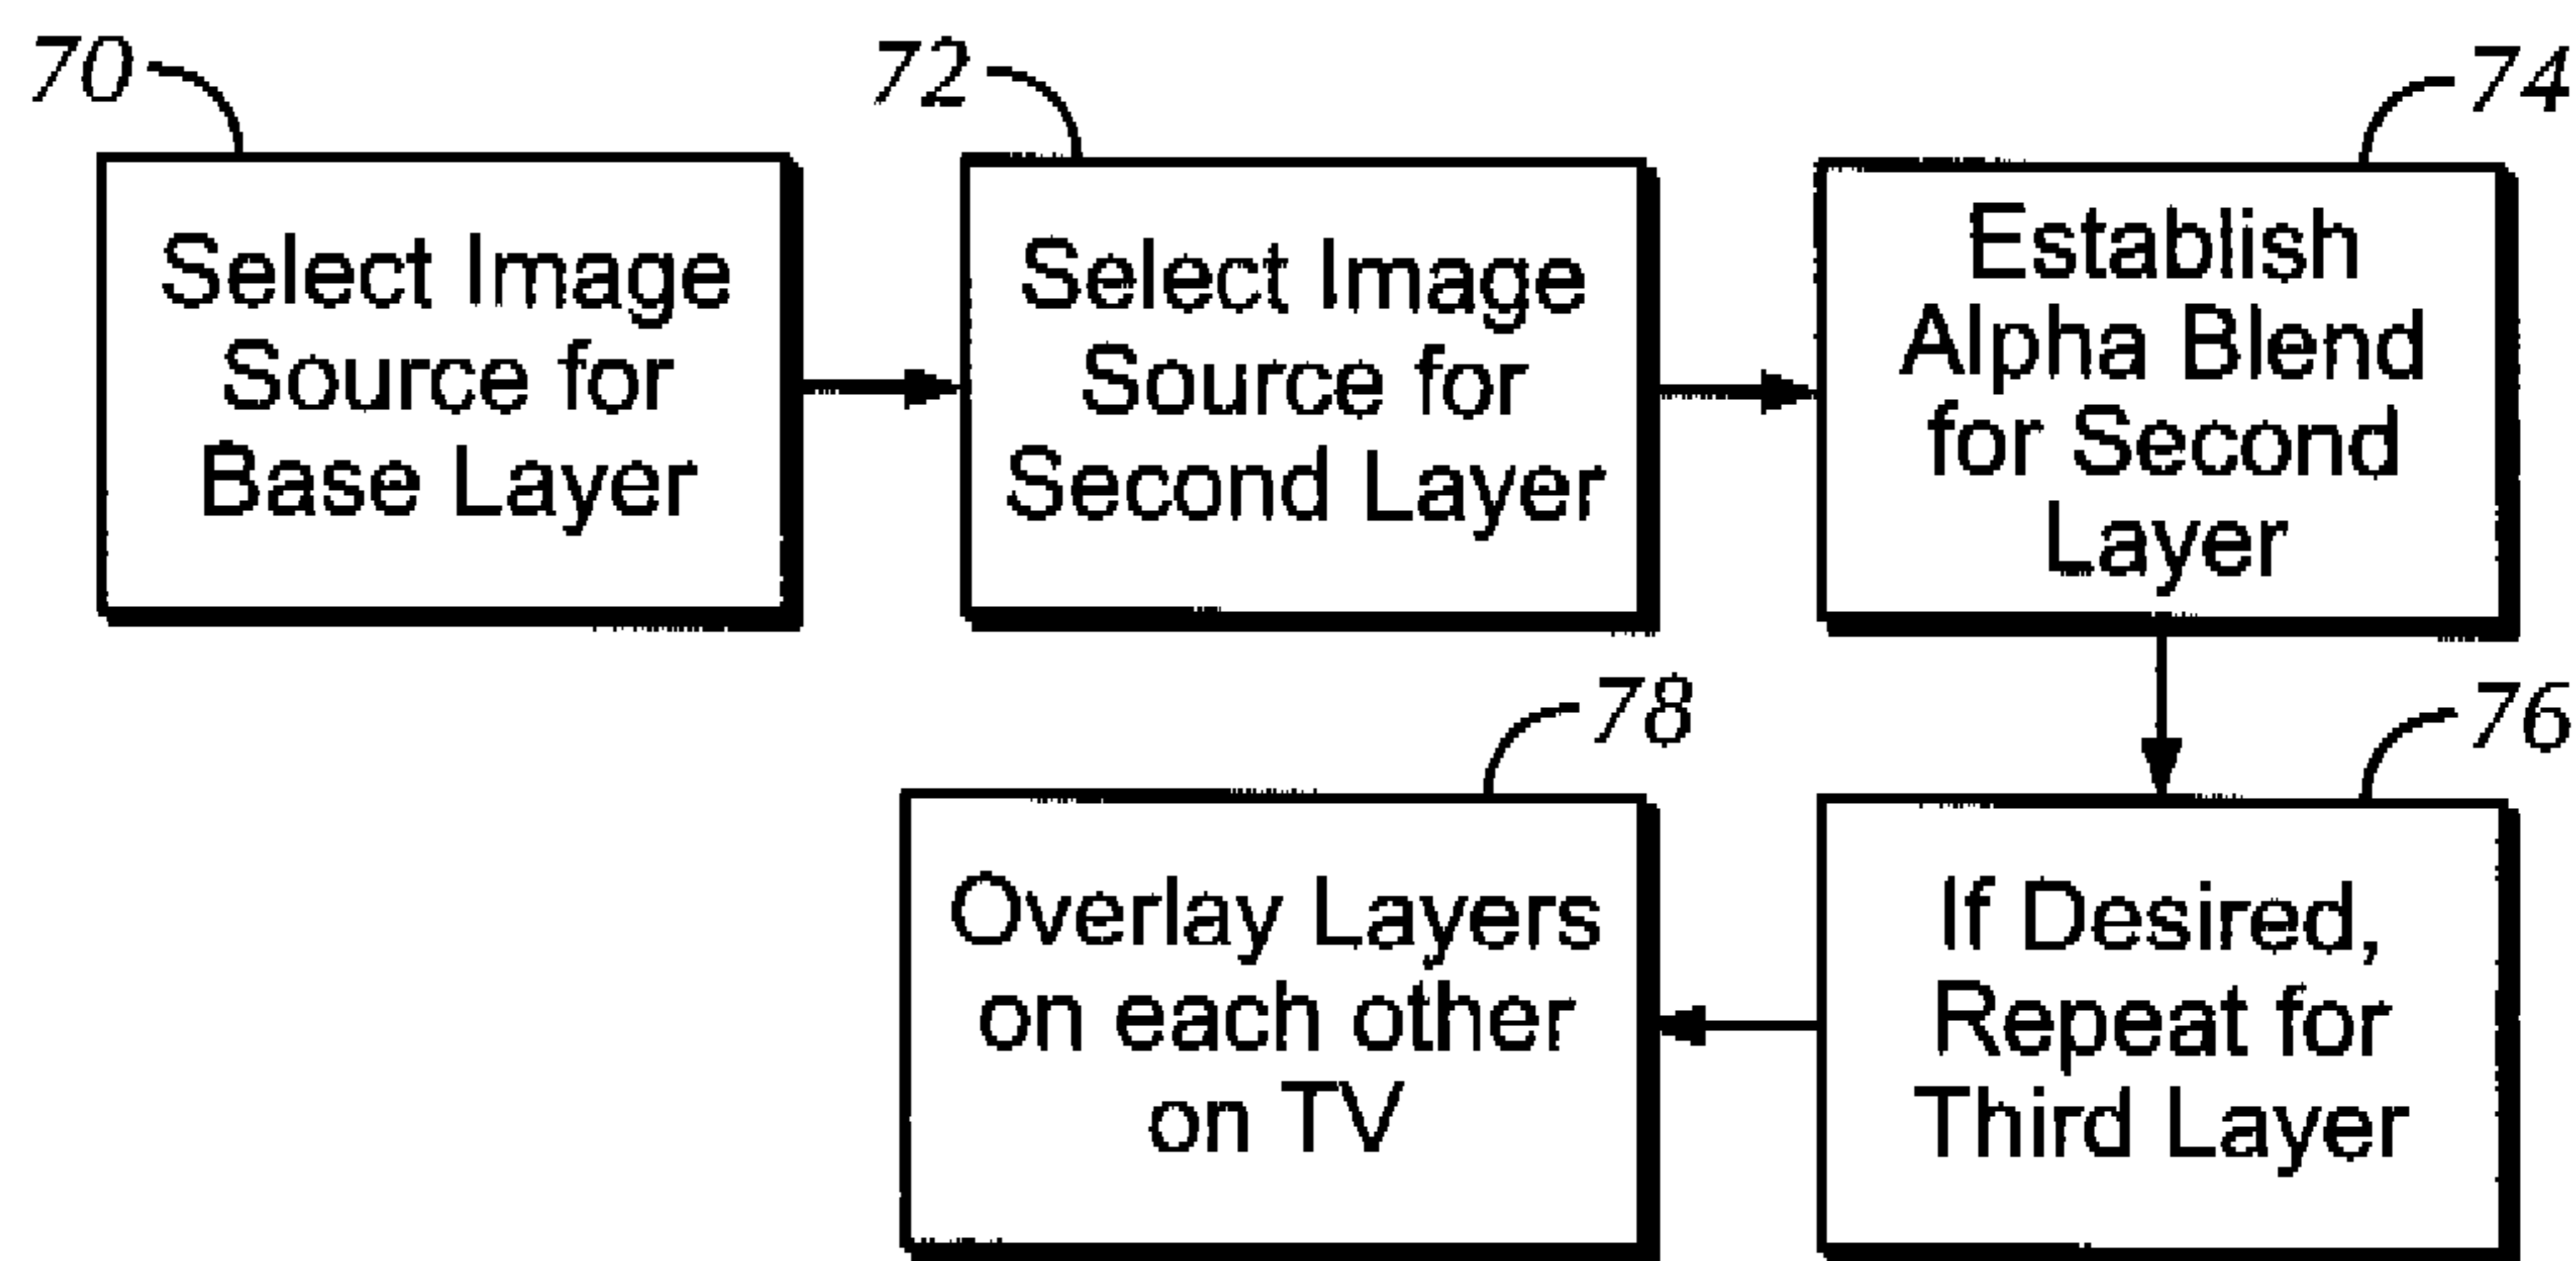 70
Select Image
Source for
Base Layer
72
Select Image
Source for
Second Layer
74
Establish
Alpha Blend
for Second
Layer
76
If Desired,
Repeat for
Third Layer
78
Overlay Layers
on each other
on TV